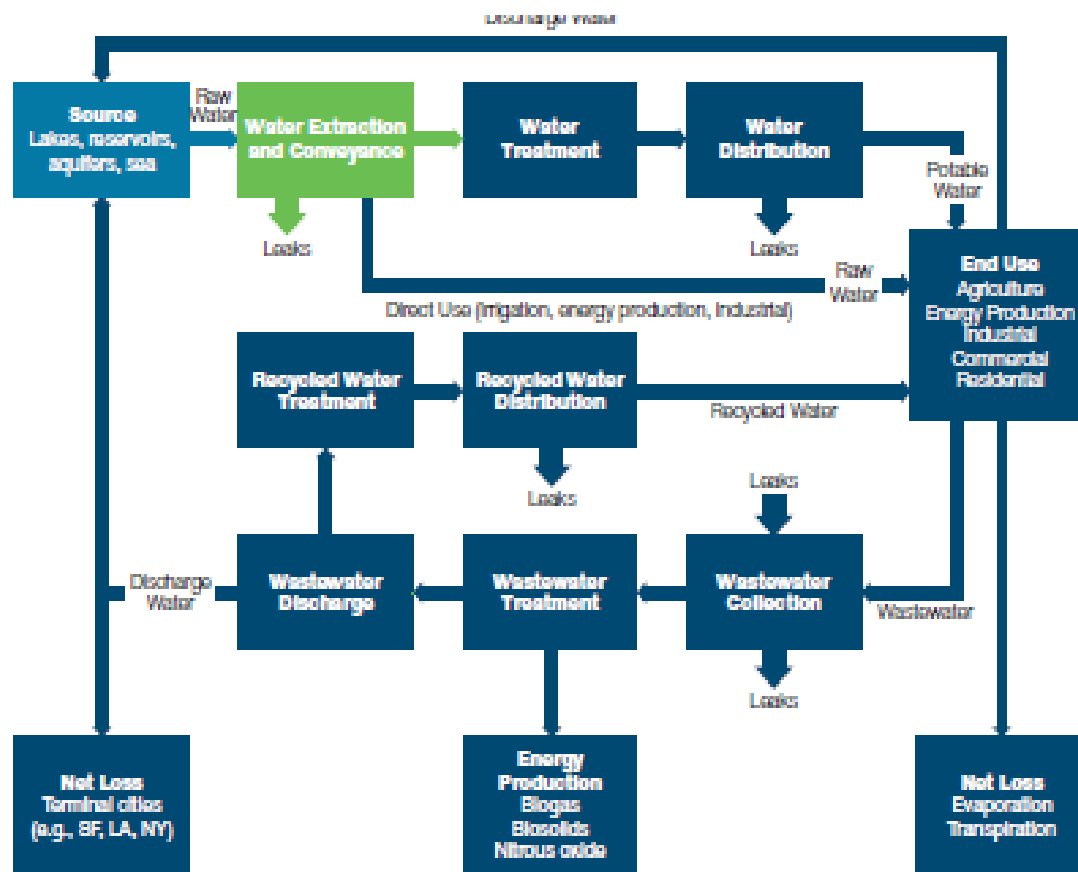 Discharge Water
Raw
Water
Source
Lakes, reservoirs,
aquifers, sea
Water Extraction
and Conveyance
Water
Treatment
Water
Distribution
Potable
Water
Leaks
Leaks
End Use
Agriculture
Energy Production
Industrial
Commercial
Residential
Raw
Water
Direct Use (irrigation, energy production, industrial)
Recycled Water
Treatment
Recycled Water
Distribution
Recycled Water
Leaks
Leaks
Discharge
Water
Wastewater
Discharge
Wastewater
Treatment
Wastewater
Collection
Wastewater
Leaks
Net Loss
Terminal cities
(e.g., SF, LA, NY)
Energy
Production
Biogas
Biosolids
Nitrous oxide
Net Loss
Evaporation
Transpiration